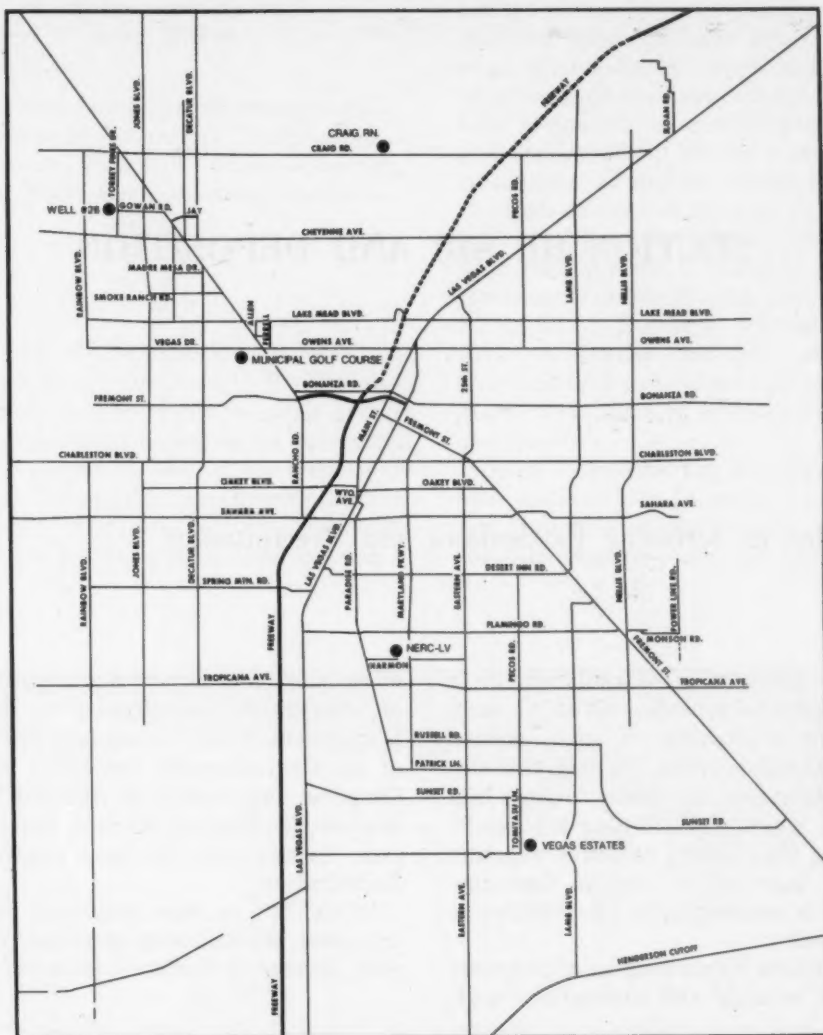 JONES BLVD.
DECATUR BLVD.
FREEWAY
SLOAN RD.
TORREY PINES DR.
CRAIG RN.
CRAIG RD.
PECOS RD.
WELL #28
GOWAN RD.
JAY
CHEYENNE AVE.
RAINBOW BLVD.
MADRE MESA DR.
LAS VEGAS BLVD.
LAMB BLVD.
NELLIS BLVD.
SMOKE RANCH RD.
ALLEN
FERRELL
LAKE MEAD BLVD.
LAKE MEAD BLVD.
VEGAS DR.
OWENS AVE.
OWENS AVE.
MUNICIPAL GOLF COURSE
25th ST.
BONANZA RD.
FREMONT ST.
BONANZA RD.
MAIN ST.
FREMONT ST.
RANCHO RD.
CHARLESTON BLVD.
CHARLESTON BLVD.
OAKEY BLVD.
WYO. AVE.
OAKEY BLVD.
SAHARA AVE.
SAHARA AVE.
RAINBOW BLVD.
JONES BLVD.
DECATUR BLVD.
LAS VEGAS BLVD.
PARADISE RD.
MARYLAND PKWY.
EASTERN AVE.
DESERT INN RD.
NELLIS BLVD.
POWER LINE RD.
SPRING MTN. RD.
FREEWAY
FLAMINGO RD.
MONSON RD.
NERC-LV
HARMON
PECOS RD.
FREMONT ST.
TROPICANA AVE.
TROPICANA AVE.
RUSSELL RD.
PATRICK LN.
SUNSET RD.
SUNSET RD.
LAS VEGAS BLVD.
TOMIYASU LN.
VEGAS ESTATES
EASTERN AVE.
LAMB BLVD.
HENDERSON CUTOFF
FREEWAY